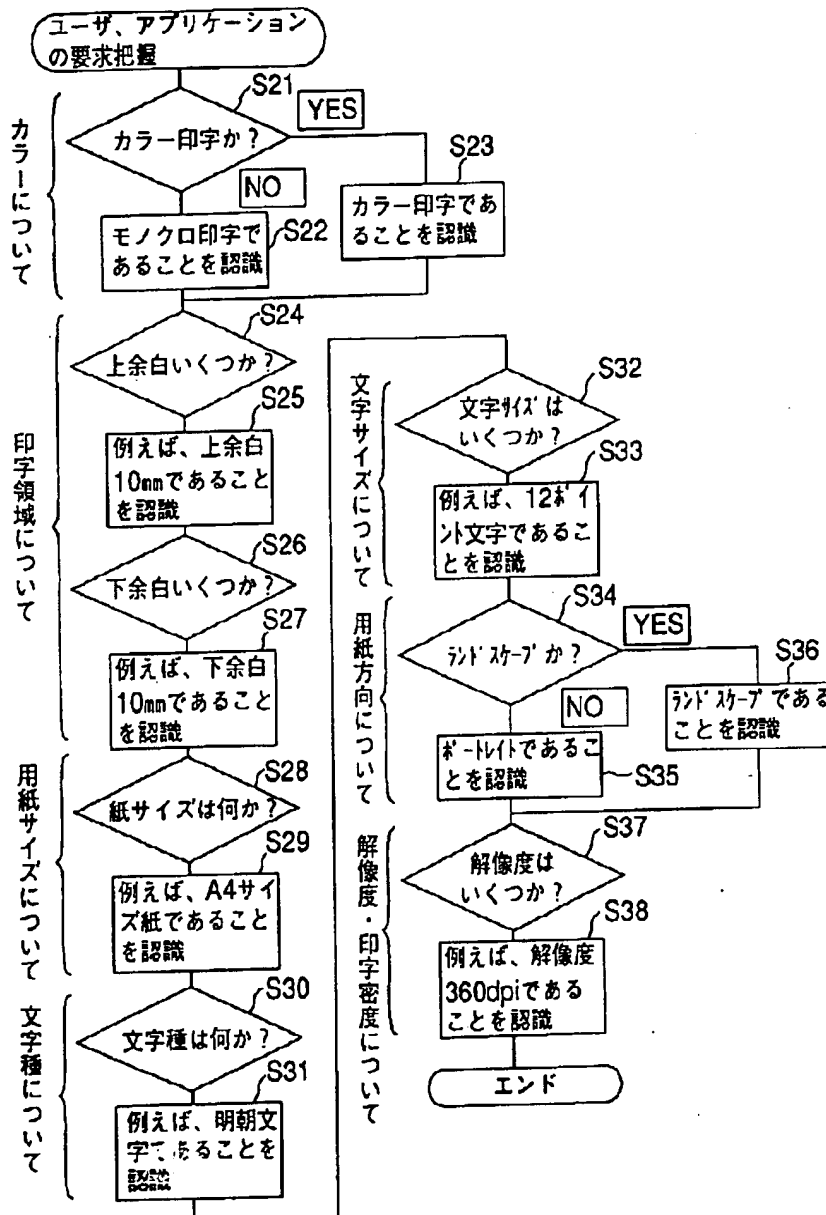 ユーザ、アプリケーション
の要求把握
カラーについて
S21
カラー印字か?
YES
NO
S23
カラー印字であ
ることを認識
モノクロ印字で
あることを認識
S22
印字領域について
S24
上余白いくつか?
S25
例えば、上余白
10mmであること
を認識
S26
下余白いくつか?
S27
例えば、下余白
10mmであること
を認識
用紙サイズについて
S28
紙サイズは何か?
S29
例えば、A4サイ
ズ紙であること
を認識
文字種について
S30
文字種は何か?
S31
例えば、明朝文
字であることを
認識
文字サイズについて
S32
文字サイズは
いくつか?
S33
例えば、12ポイ
ント文字であるこ
とを認識
用紙方向について
S34
ランドスケープか?
YES
NO
S36
ランドスケープである
ことを認識
ポートレイトであるこ
とを認識
S35
解像度・印字密度について
S37
解像度は
いくつか?
S38
例えば、解像度
360dpiである
ことを認識
エンド